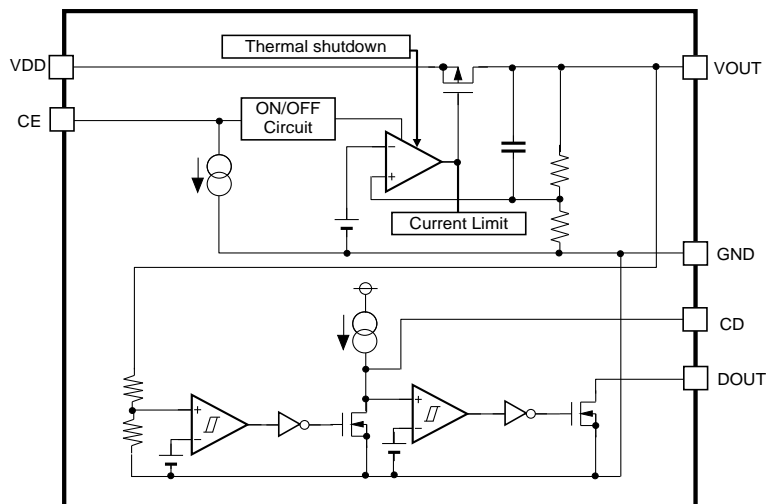 Thermal shutdown
VDD
VOUT
CE
ON/OFF
Circuit
−
+
Current Limit
GND
CD
DOUT
+
−
+
−